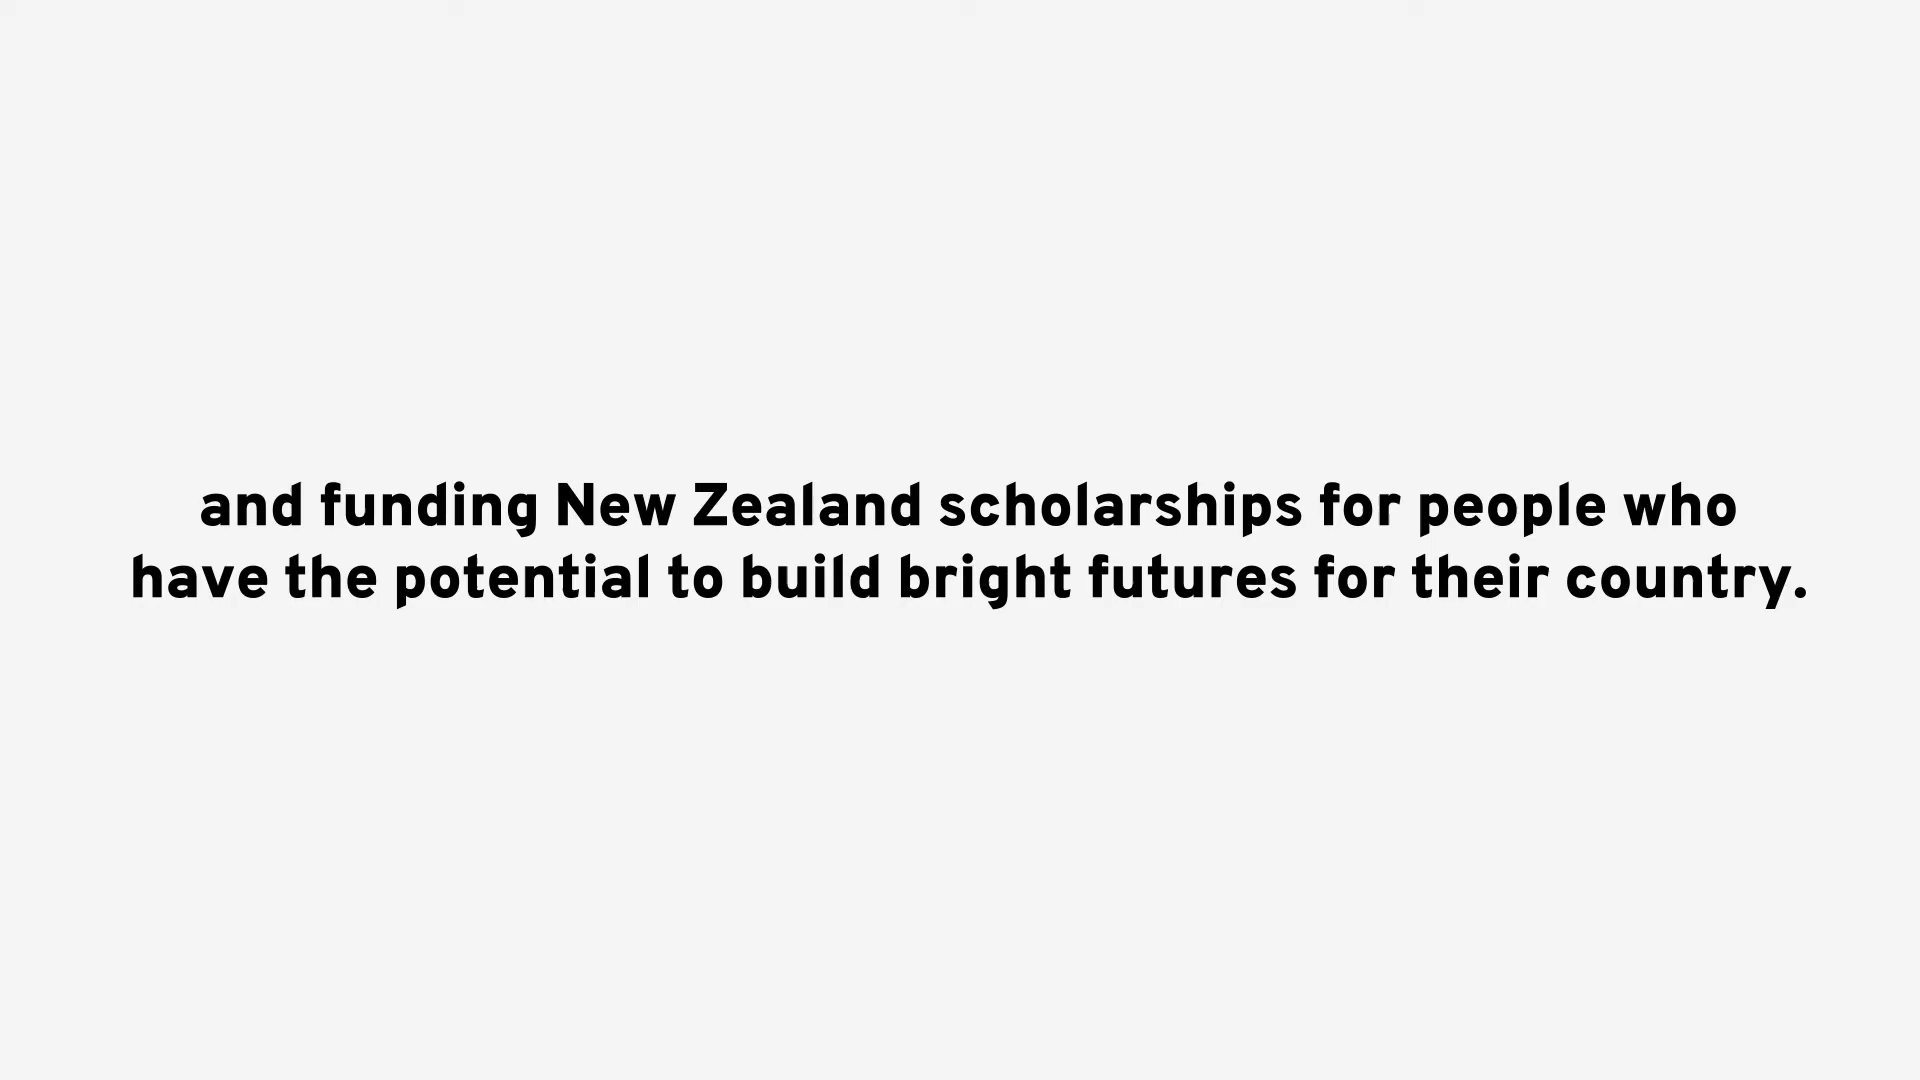 and funding New Zealand scholarships for people who
have the potential to build bright futures for their country.